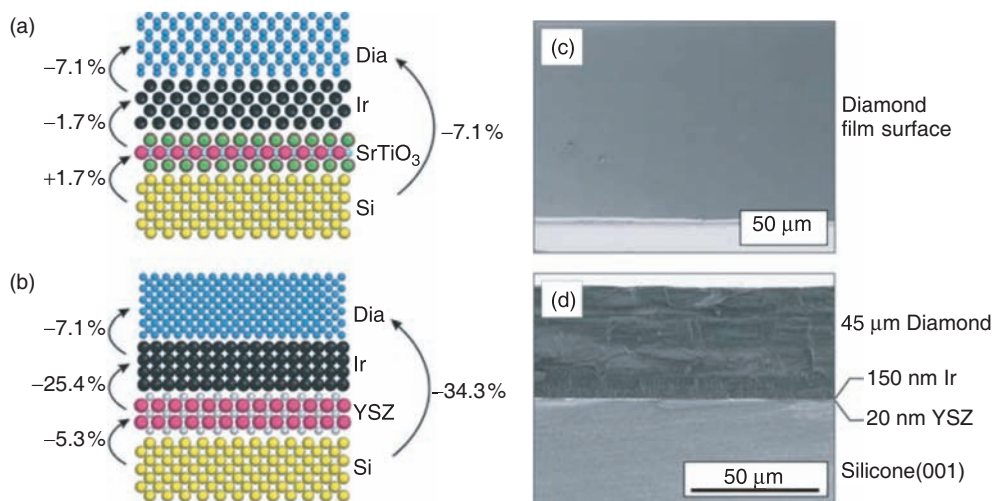 (a)
Dia
−7.1%
Ir
−1.7%
SrTiO3
+1.7%
Si
−7.1%
(b)
Dia
−7.1%
Ir
−25.4%
YSZ
−5.3%
Si
−34.3%
(c)
Diamond
film surface
50 μm
(d)
45 μm Diamond
150 nm Ir
20 nm YSZ
Silicone(001)
50 μm